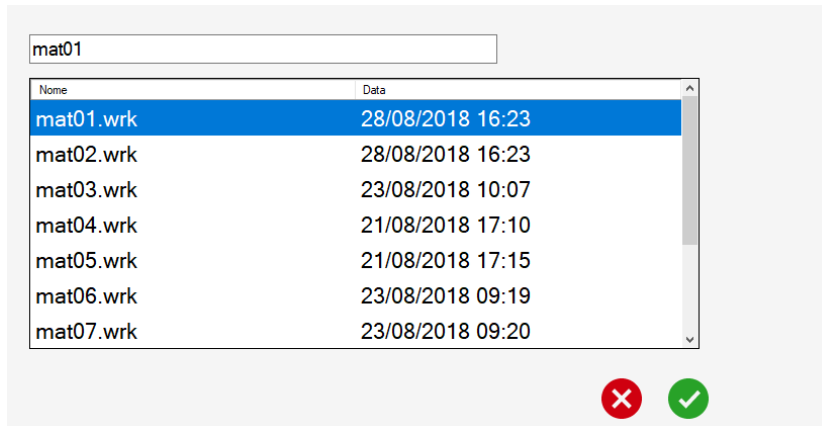 mat01
Nome Data
mat01.wrk 28/08/2018 16:23
mat02.wrk 28/08/2018 16:23
mat03.wrk 23/08/2018 10:07
mat04.wrk 21/08/2018 17:10
mat05.wrk 21/08/2018 17:15
mat06.wrk 23/08/2018 09:19
mat07.wrk 23/08/2018 09:20